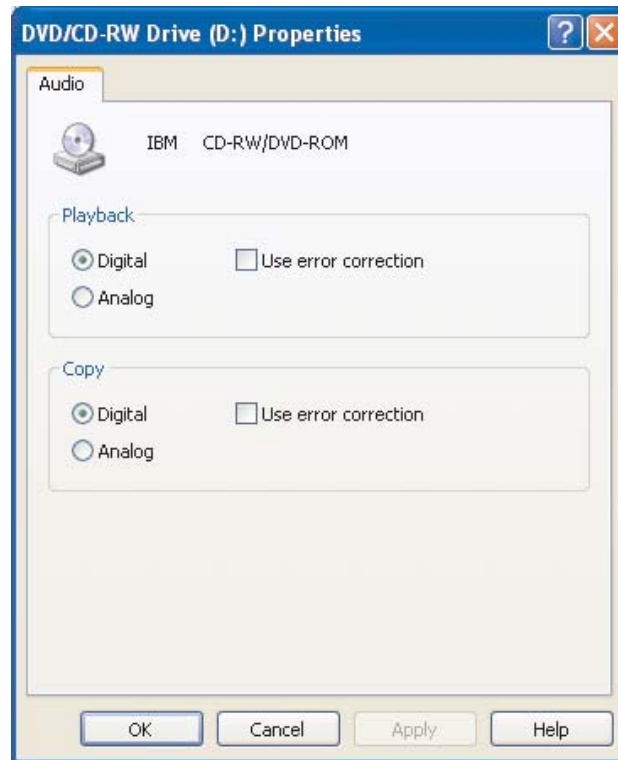 DVD/CD-RW Drive (D:) Properties
Audio
IBM CD-RW/DVD-ROM
Playback
Digital Use error correction
Analog
Copy
Digital Use error correction
Analog
OK Cancel Apply Help